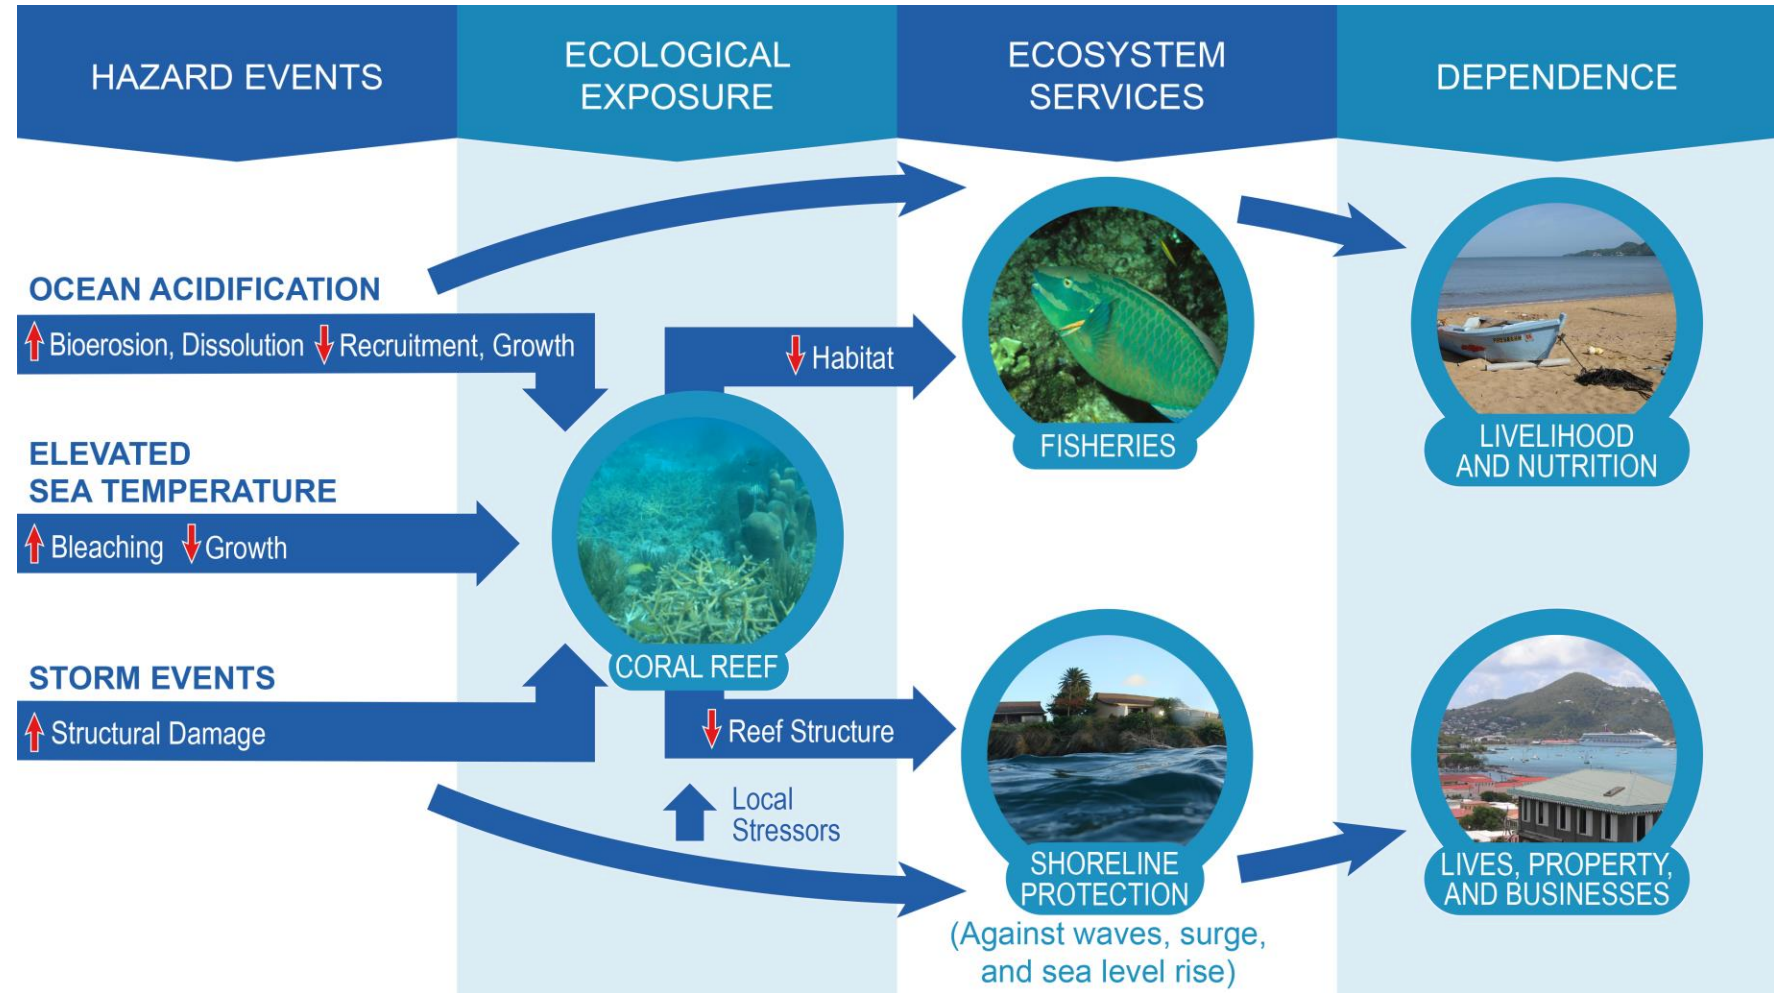 HAZARD EVENTS
ECOLOGICAL
EXPOSURE
ECOSYSTEM
SERVICES
DEPENDENCE
OCEAN ACIDIFICATION
Bioerosion, Dissolution Recruitment, Growth
Habitat
FISHERIES
LIVELIHOOD
AND NUTRITION
ELEVATED
SEA TEMPERATURE
Bleaching Growth
CORAL REEF
STORM EVENTS
Structural Damage
Reef Structure
Local
Stressors
SHORELINE
PROTECTION
(Against waves, surge,
and sea level rise)
LIVES, PROPERTY,
AND BUSINESSES